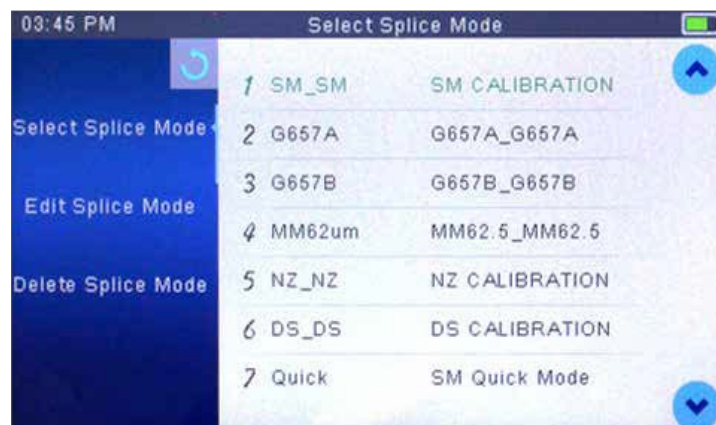 03:45 PM Select Splice Mode
Select Splice Mode
Edit Splice Mode
Delete Splice Mode
1 SM_SM SM CALIBRATION
2 G657A G657A_G657A
3 G657B G657B_G657B
4 MM62um MM62.5_MM62.5
5 NZ_NZ NZ CALIBRATION
6 DS_DS DS CALIBRATION
7 Quick SM Quick Mode